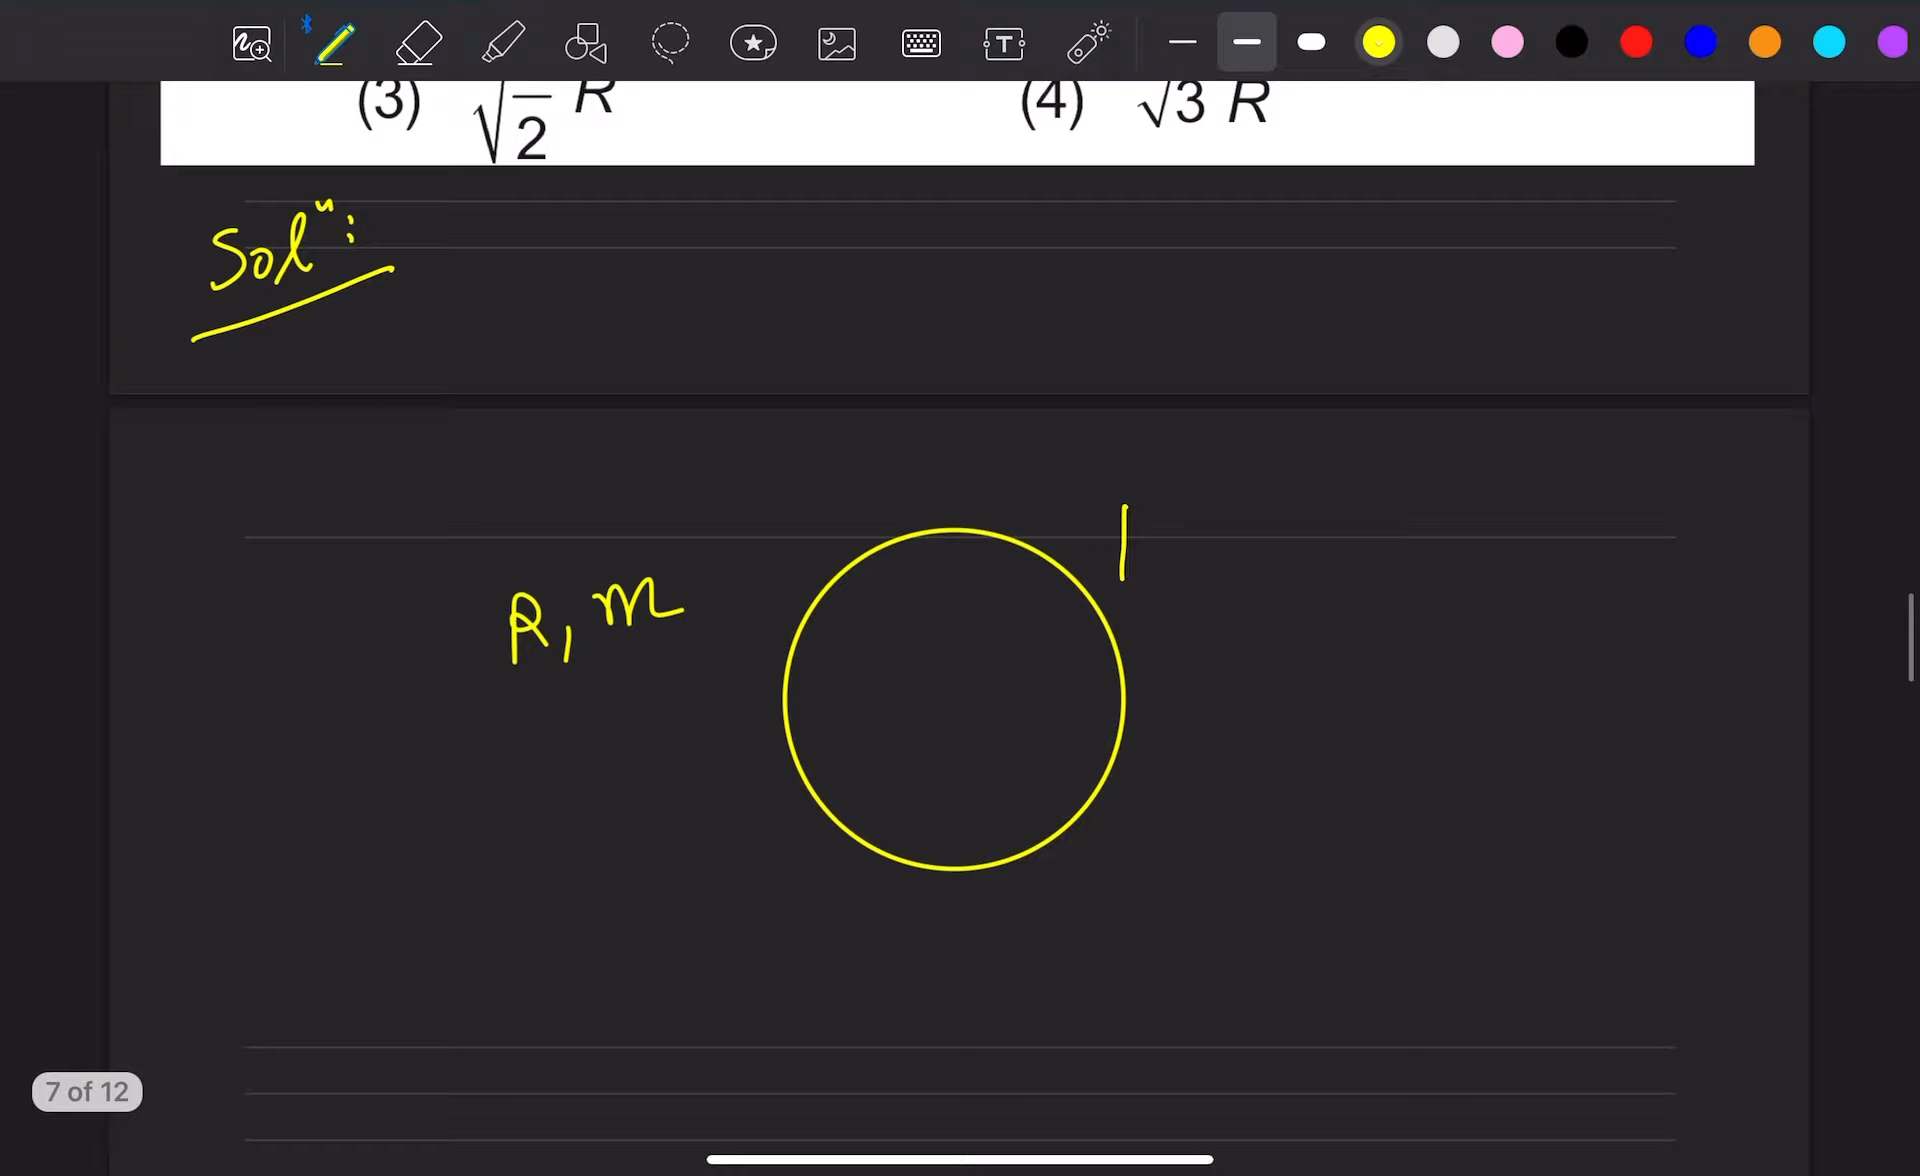 (3) √ 2 R (4) √3 R
Solⁿ:
R, m
7 of 12